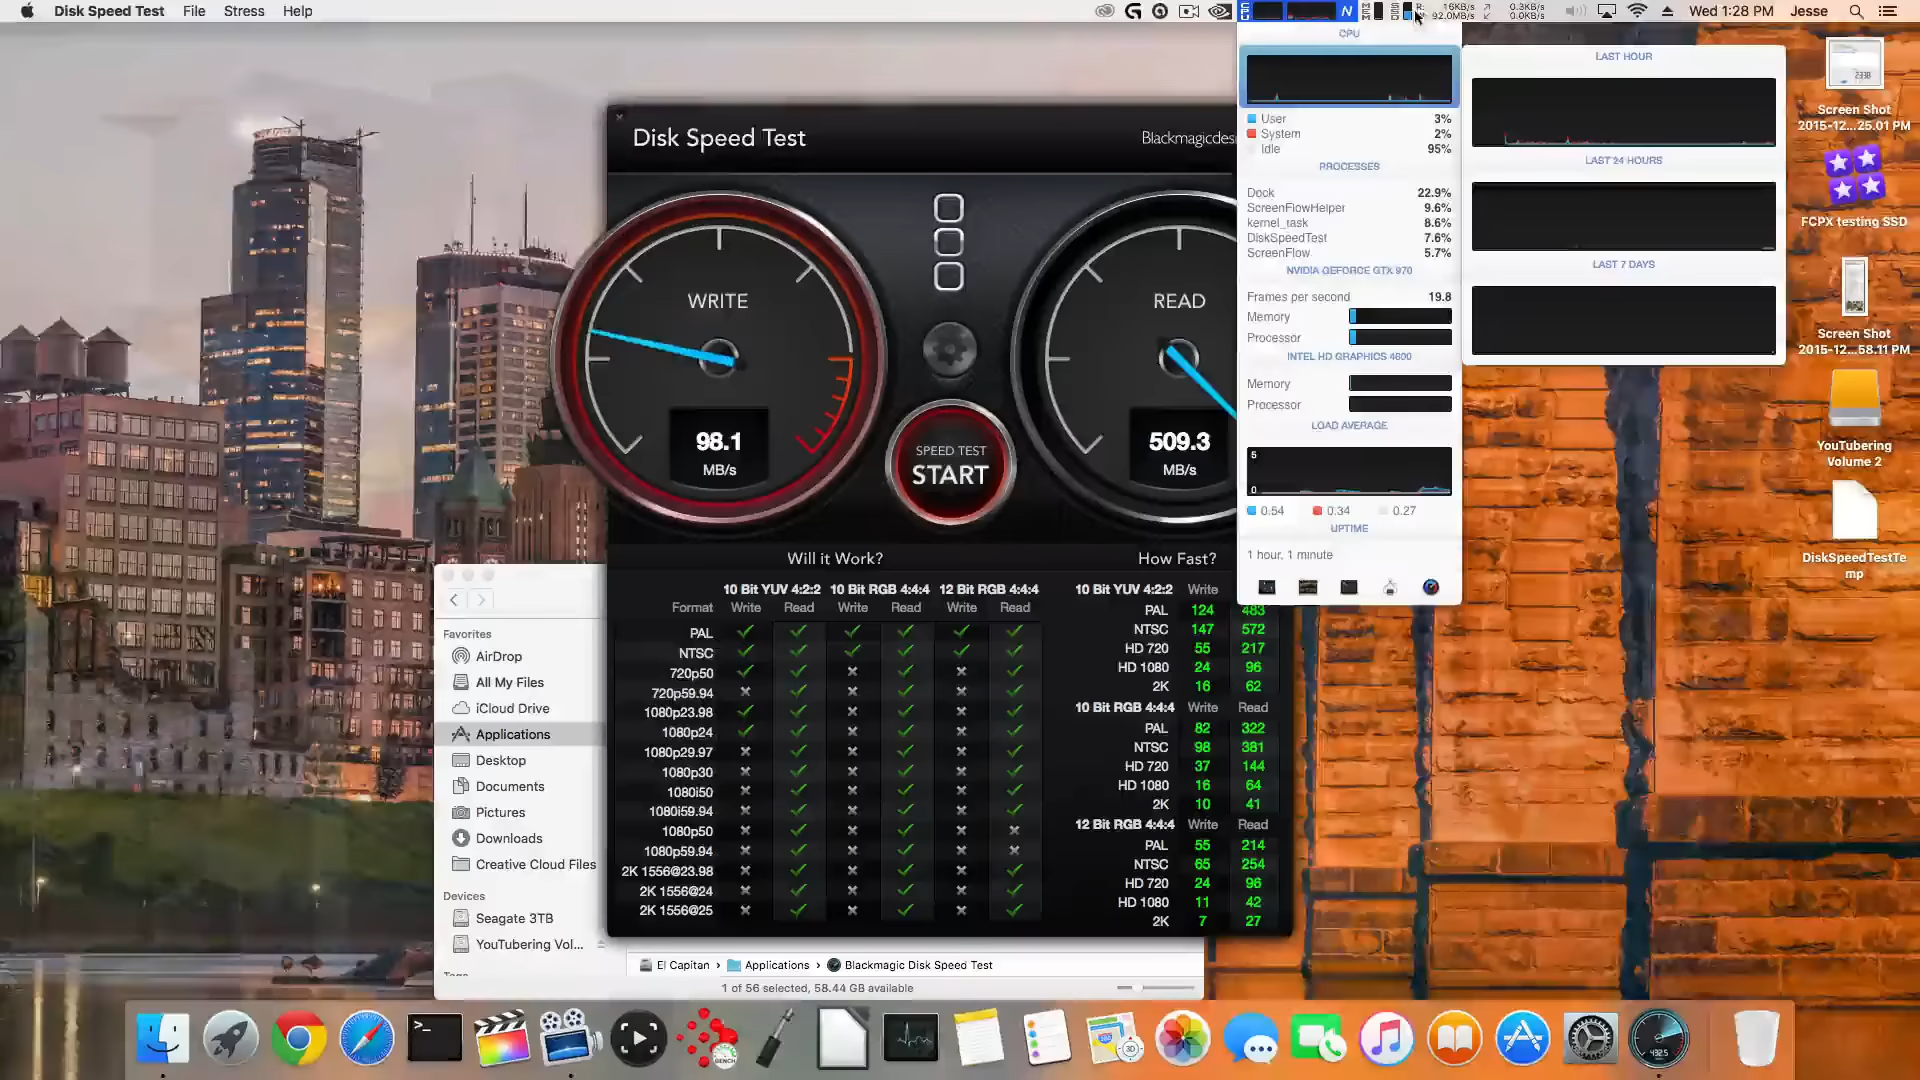 Disk Speed Test File Stress Help
R: 16KB/s 0.3KB/s
W: 92.0MB/s 0.0KB/s
Wed 1:28 PM Jesse
CPU
User 3%
System 2%
Idle 95%
PROCESSES
Dock 22.9%
ScreenFlowHelper 9.6%
kernel_task 8.6%
DiskSpeedTest 7.6%
ScreenFlow 5.7%
NVIDIA GEFORCE GTX 970
Frames per second 19.8
Memory
Processor
INTEL HD GRAPHICS 4600
Memory
Processor
LOAD AVERAGE
5
0
0.54 0.34 0.27
UPTIME
1 hour, 1 minute
LAST HOUR
LAST 24 HOURS
LAST 7 DAYS
Screen Shot
2015-12...25.01 PM
FCPX testing SSD
Screen Shot
2015-12...58.11 PM
YouTubering
Volume 2
DiskSpeedTestTe
mp
Disk Speed Test
Blackmagicdes
WRITE
98.1
MB/s
SPEED TEST
START
READ
509.3
MB/s
Will it Work?
10 Bit YUV 4:2:2 10 Bit RGB 4:4:4 12 Bit RGB 4:4:4
Format Write Read Write Read Write Read
PAL
NTSC
720p50
720p59.94
1080p23.98
1080p24
1080p29.97
1080p30
1080i50
1080i59.94
1080p50
1080p59.94
2K 1556@23.98
2K 1556@24
2K 1556@25
How Fast?
10 Bit YUV 4:2:2 Write
PAL 124 483
NTSC 147 572
HD 720 55 217
HD 1080 24 96
2K 16 62
10 Bit RGB 4:4:4 Write Read
PAL 82 322
NTSC 98 381
HD 720 37 144
HD 1080 16 64
2K 10 41
12 Bit RGB 4:4:4 Write Read
PAL 55 214
NTSC 65 254
HD 720 24 96
HD 1080 11 42
2K 7 27
Favorites
AirDrop
All My Files
iCloud Drive
Applications
Desktop
Documents
Pictures
Downloads
Creative Cloud Files
Devices
Seagate 3TB
YouTubering Vol...
El Capitan › Applications › Blackmagic Disk Speed Test
1 of 56 selected, 58.44 GB available
BENCH
3D
432.5